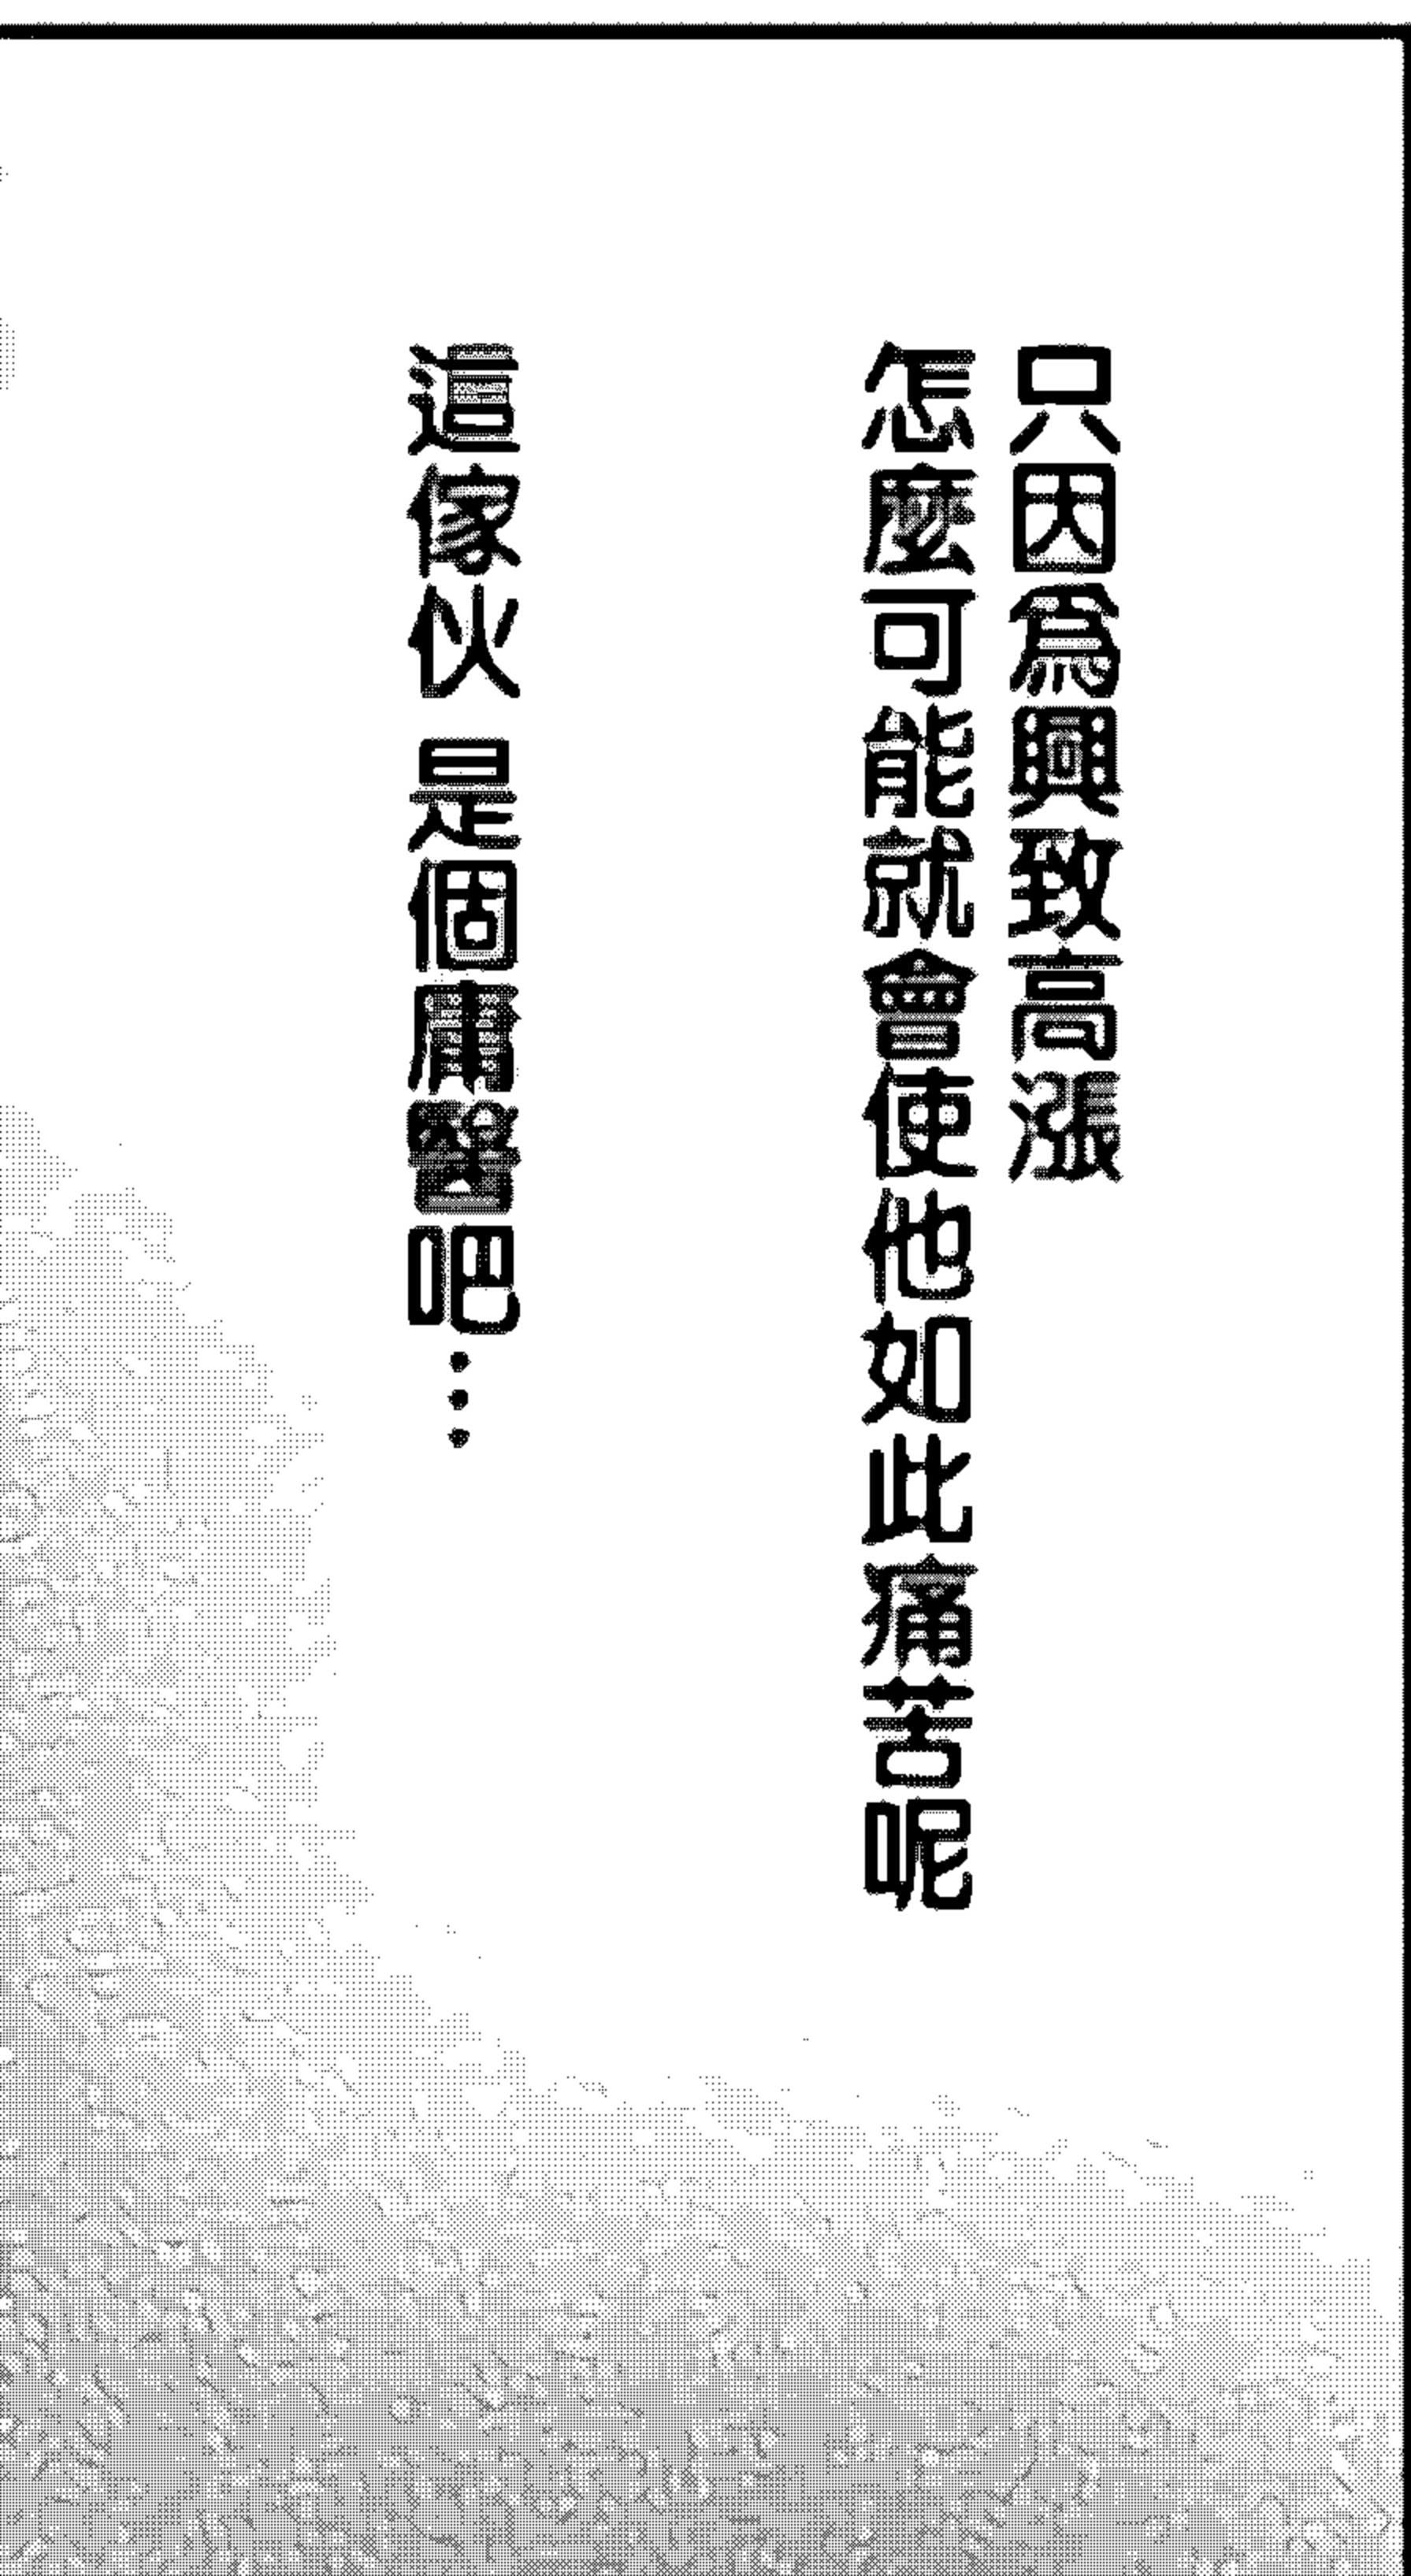 只因為興致高漲
怎麼可能就會使他如此痛苦呢
這傢伙 是個庸醫吧…